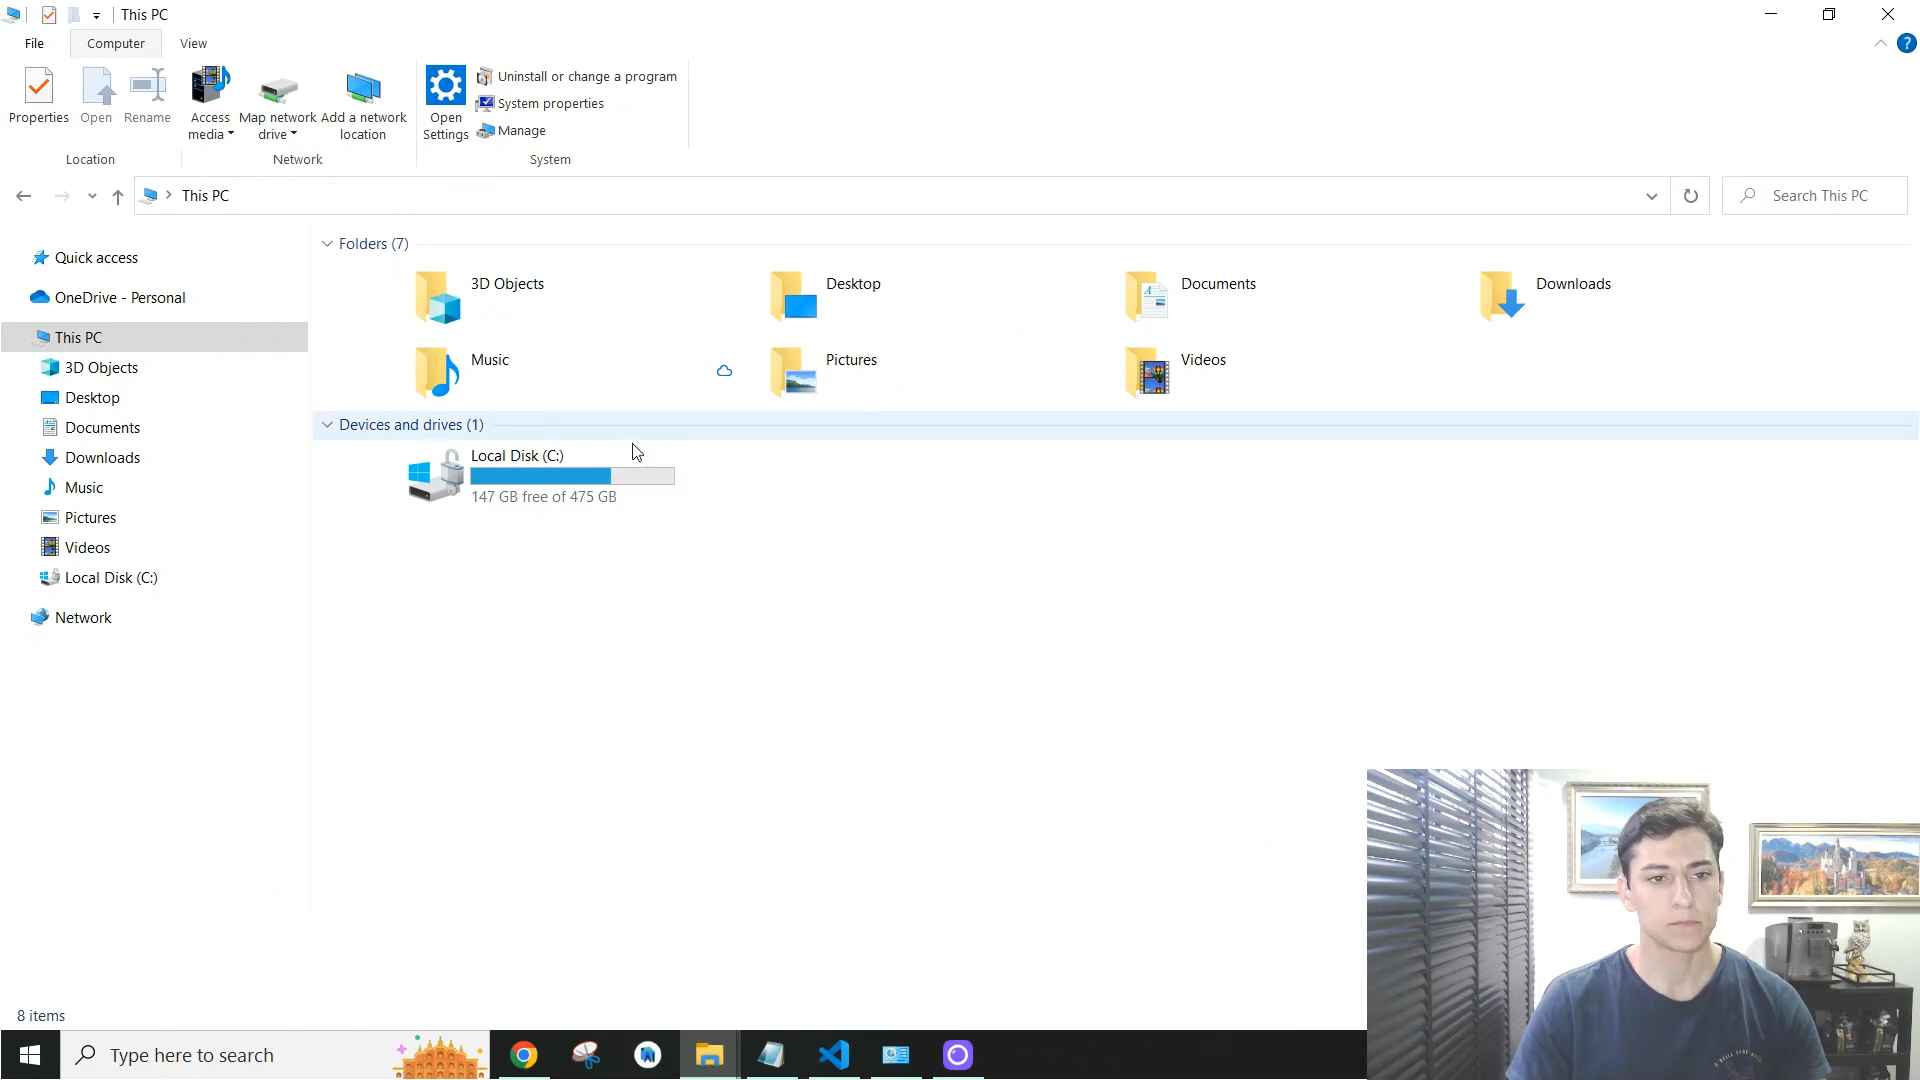 This PC
File Computer View
Properties Open Rename Access media Map network drive Add a network location Open Settings Uninstall or change a program
System properties
Manage
Location Network System
This PC Search This PC
Quick access
OneDrive - Personal
This PC
3D Objects
Desktop
Documents
Downloads
Music
Pictures
Videos
Local Disk (C:)
Network
Folders (7)
3D Objects Desktop Documents Downloads
Music Pictures Videos
Devices and drives (1)
Local Disk (C:)
147 GB free of 475 GB
8 items
Type here to search